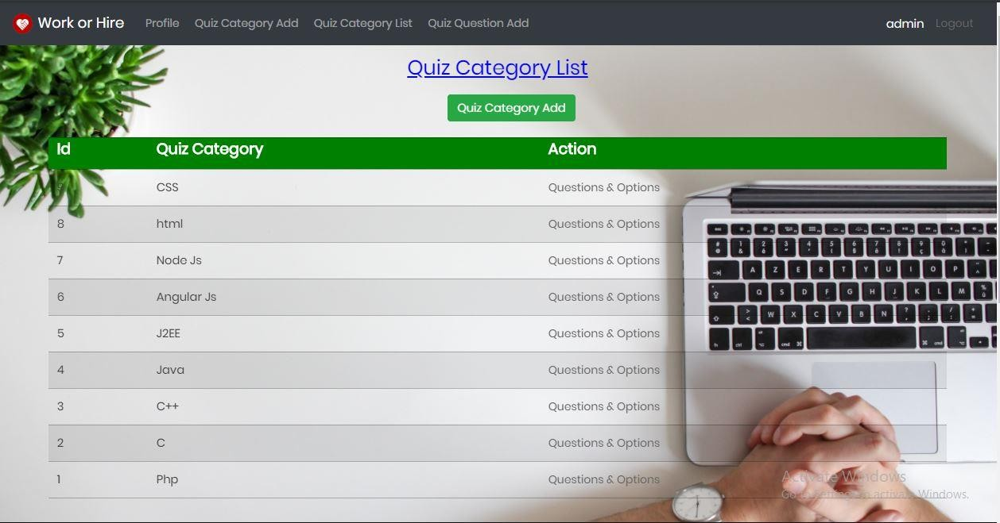 Work or Hire Profile Quiz Category Add Quiz Category List Quiz Question Add admin Logout
Quiz Category List
Quiz Category Add
Id Quiz Category Action
CSS Questions & Options
8 html Questions & Options
7 Node Js Questions & Options
6 Angular Js Questions & Options
5 J2EE Questions & Options
4 Java Questions & Options
3 C++ Questions & Options
2 C Questions & Options
1 Php Questions & Options
Activate Windows
Go to Settings to activate Windows.